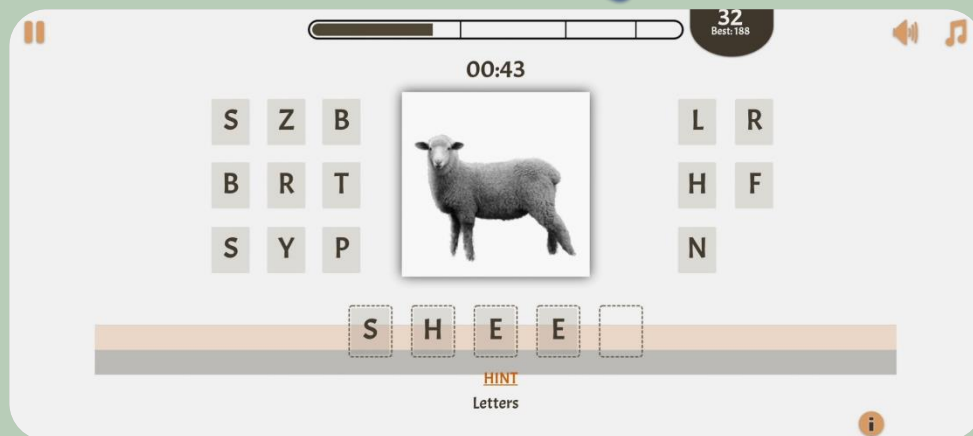 32
Best: 188
00:43
S Z B
L R
B R T
H F
S Y P
N
S H E E
HINT
Letters
i